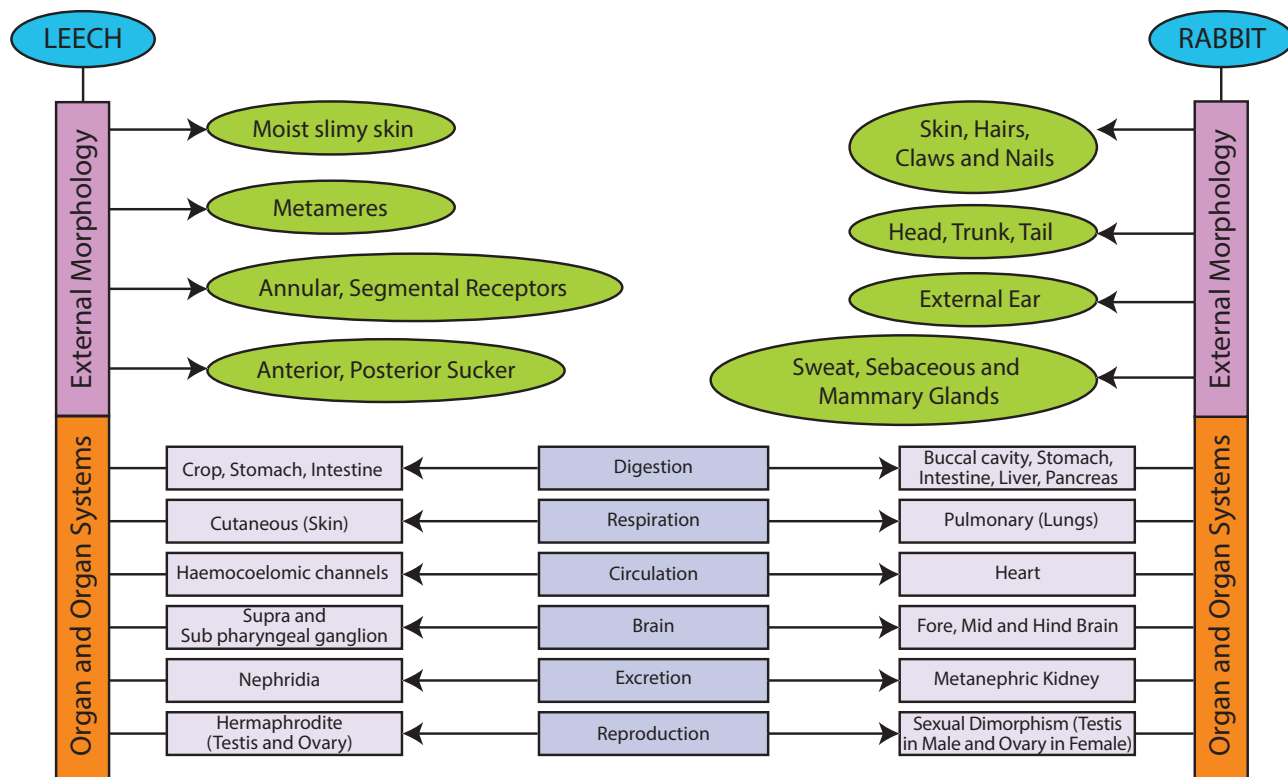 LEECH
RABBIT
External Morphology
Moist slimy skin
Metameres
Annular, Segmental Receptors
Anterior, Posterior Sucker
Skin, Hairs,
Claws and Nails
Head, Trunk, Tail
External Ear
Sweat, Sebaceous and
Mammary Glands
External Morphology
Organ and Organ Systems
Crop, Stomach, Intestine
Digestion
Buccal cavity, Stomach,
Intestine, Liver, Pancreas
Cutaneous (Skin)
Respiration
Pulmonary (Lungs)
Haemocoelomic channels
Circulation
Heart
Supra and
Sub pharyngeal ganglion
Brain
Fore, Mid and Hind Brain
Nephridia
Excretion
Metanephric Kidney
Hermaphrodite
(Testis and Ovary)
Reproduction
Sexual Dimorphism (Testis
in Male and Ovary in Female)
Organ and Organ Systems